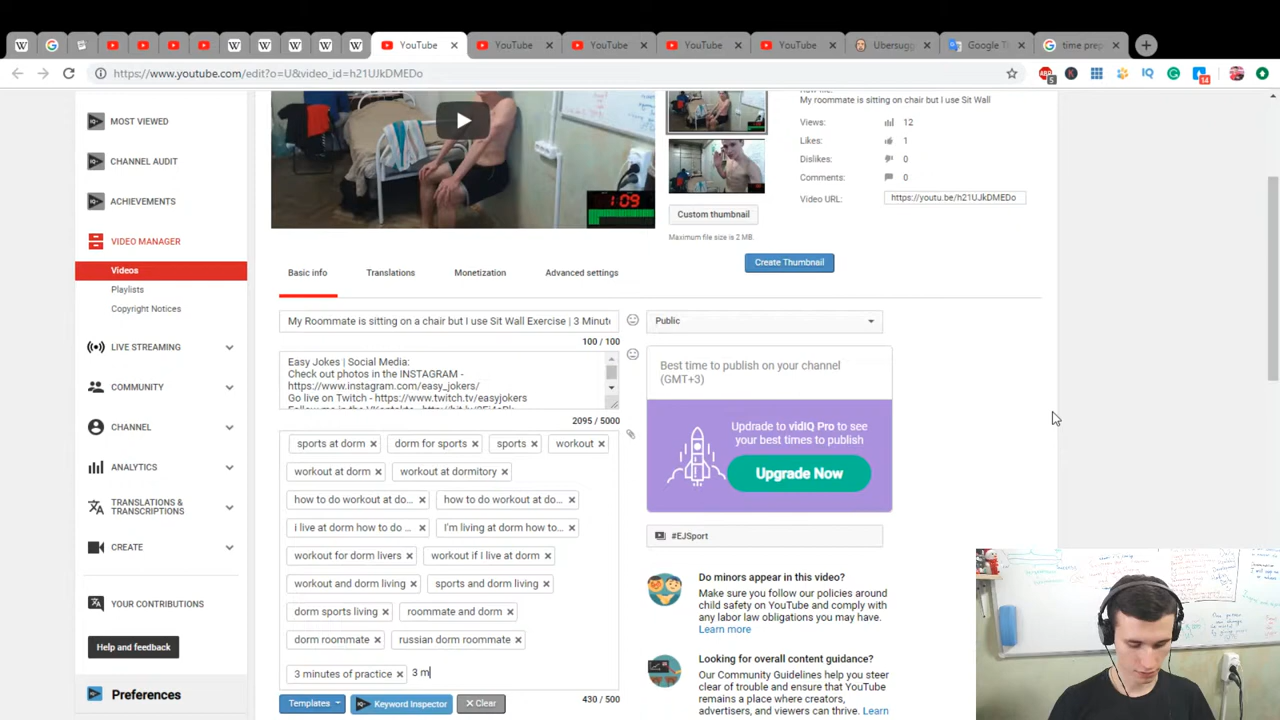 YouTube
YouTube
YouTube
YouTube
YouTube
Ubersugg
Google T
time prep
https://www.youtube.com/edit?o=U&video_id=h21UJkDMEDo
5
IQ
14
MOST VIEWED
CHANNEL AUDIT
ACHIEVEMENTS
VIDEO MANAGER
Videos
Playlists
Copyright Notices
LIVE STREAMING
COMMUNITY
CHANNEL
ANALYTICS
TRANSLATIONS &
TRANSCRIPTIONS
CREATE
YOUR CONTRIBUTIONS
Help and feedback
Preferences
1:09
Custom thumbnail
Maximum file size is 2 MB.
My roommate is sitting on chair but I use Sit Wall
Views: 12
Likes: 1
Dislikes: 0
Comments: 0
Video URL: https://youtu.be/h21UJkDMEDo
Create Thumbnail
Basic info
Translations
Monetization
Advanced settings
My Roommate is sitting on a chair but I use Sit Wall Exercise | 3 Minute
100 / 100
Easy Jokes | Social Media:
Check out photos in the INSTAGRAM -
https://www.instagram.com/easy_jokers/
Go live on Twitch - https://www.twitch.tv/easyjokers
2095 / 5000
sports at dorm × dorm for sports × sports × workout ×
workout at dorm × workout at dormitory ×
how to do workout at do... × how to do workout at do... ×
i live at dorm how to do ... × I'm living at dorm how to... ×
workout for dorm livers × workout if I live at dorm ×
workout and dorm living × sports and dorm living ×
dorm sports living × roommate and dorm ×
dorm roommate × russian dorm roommate ×
3 minutes of practice × 3 m
Templates
Keyword Inspector
× Clear
430 / 500
Public
Best time to publish on your channel
(GMT+3)
Updrade to vidIQ Pro to see
your best times to publish
Upgrade Now
#EJSport
Do minors appear in this video?
Make sure you follow our policies around
child safety on YouTube and comply with
any labor law obligations you may have.
Learn more
Looking for overall content guidance?
Our Community Guidelines help you steer
clear of trouble and ensure that YouTube
remains a place where creators,
advertisers, and viewers can thrive. Learn